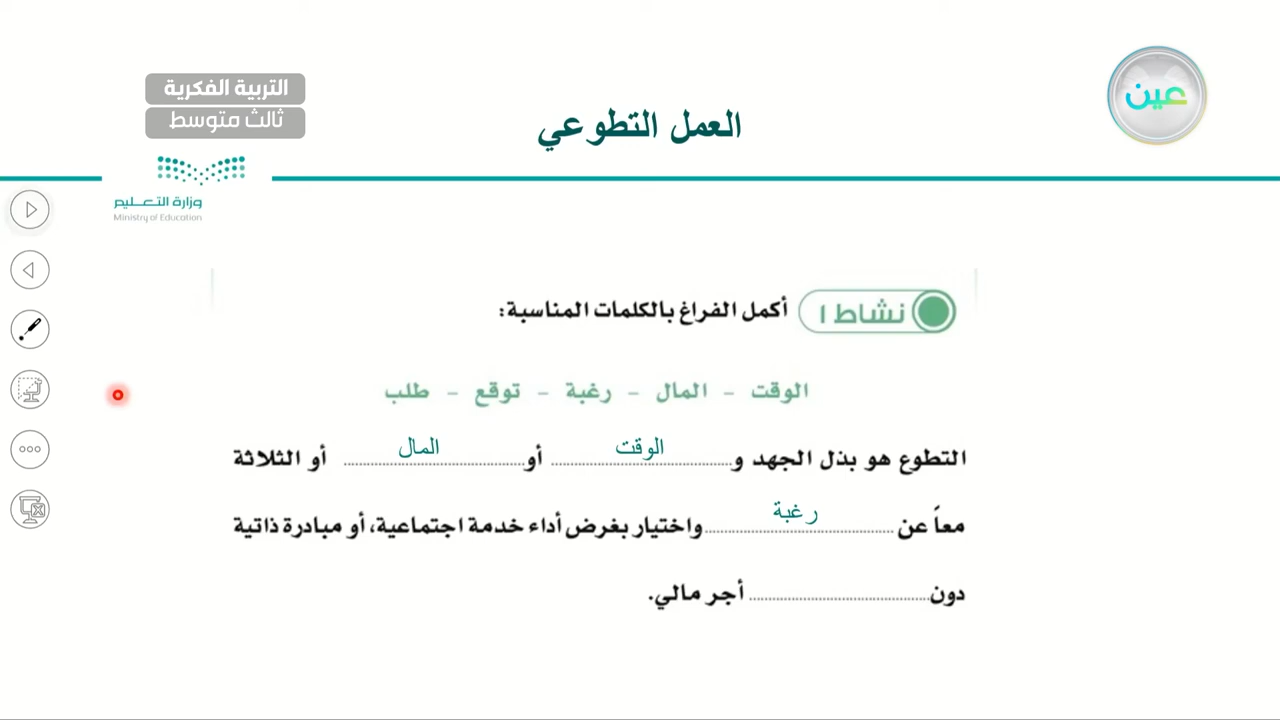 عين
التربية الفكرية
ثالث متوسط
العمل التطوعي
وزارة التعليم
Ministry of Education
نشاط ١ أكمل الفراغ بالكلمات المناسبة:
الوقت - المال - رغبة - توقع - طلب
التطوع هو بذل الجهد و الوقت أو المال أو الثلاثة
معاً عن رغبة واختيار بغرض أداء خدمة اجتماعية، أو مبادرة ذاتية
دون .......... أجر مالي.